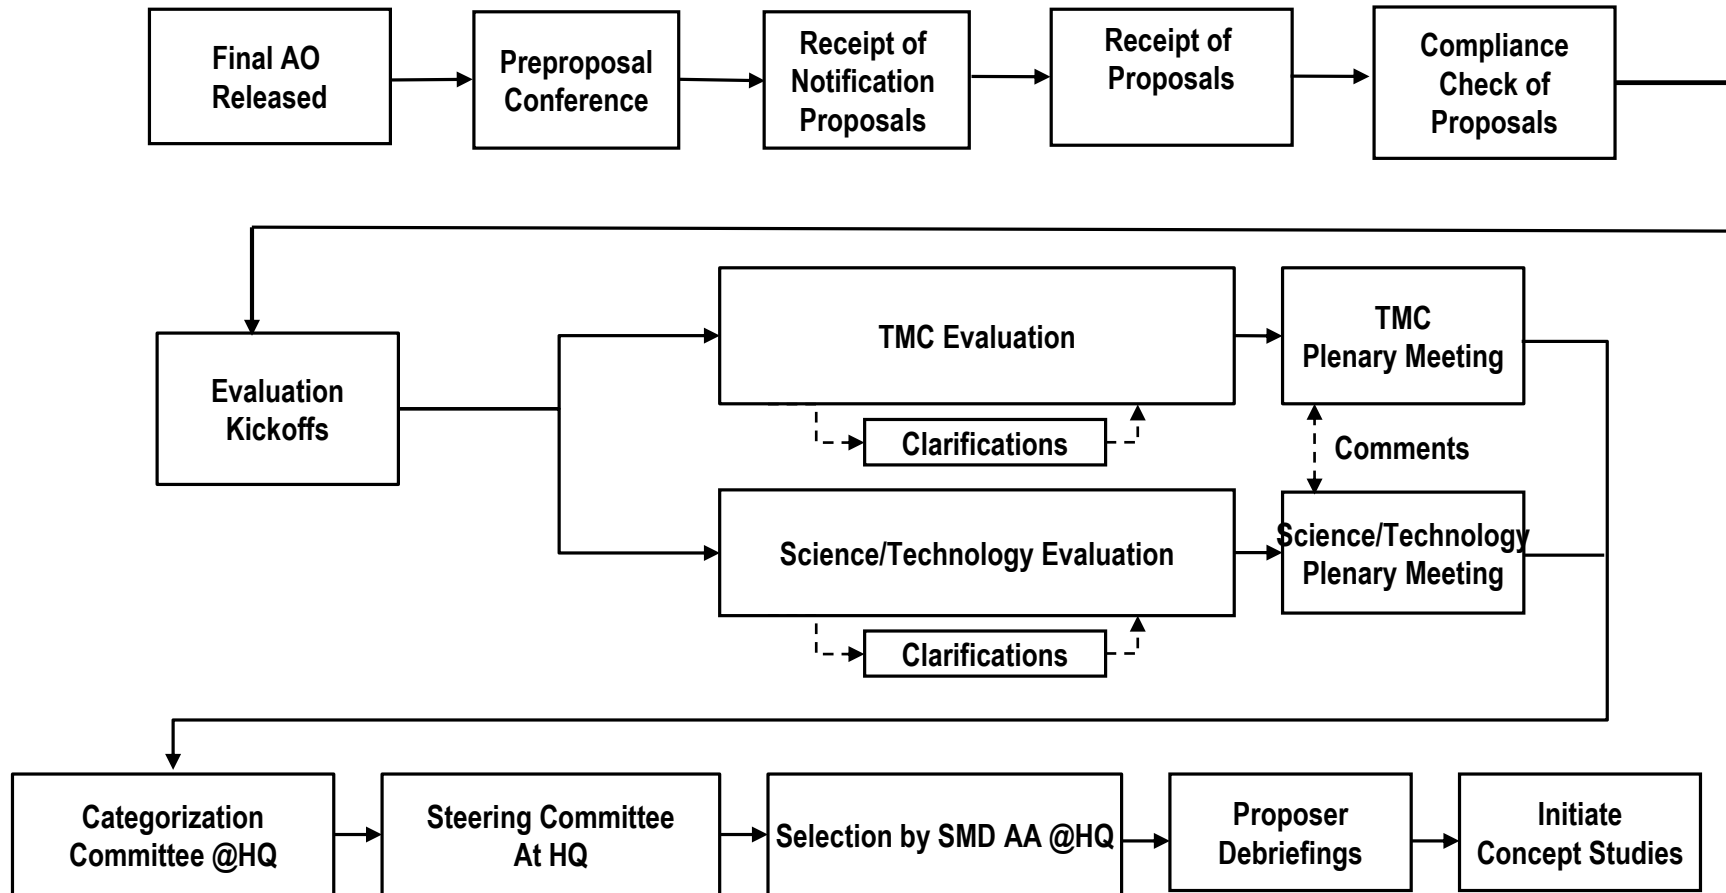 Final AO
Released
Preproposal
Conference
Receipt of
Notification
Proposals
Receipt of
Proposals
Compliance
Check of
Proposals
Evaluation
Kickoffs
TMC Evaluation
Clarifications
TMC
Plenary Meeting
Comments
Science/Technology Evaluation
Clarifications
Science/Technology
Plenary Meeting
Categorization
Committee @HQ
Steering Committee
At HQ
Selection by SMD AA @HQ
Proposer
Debriefings
Initiate
Concept Studies